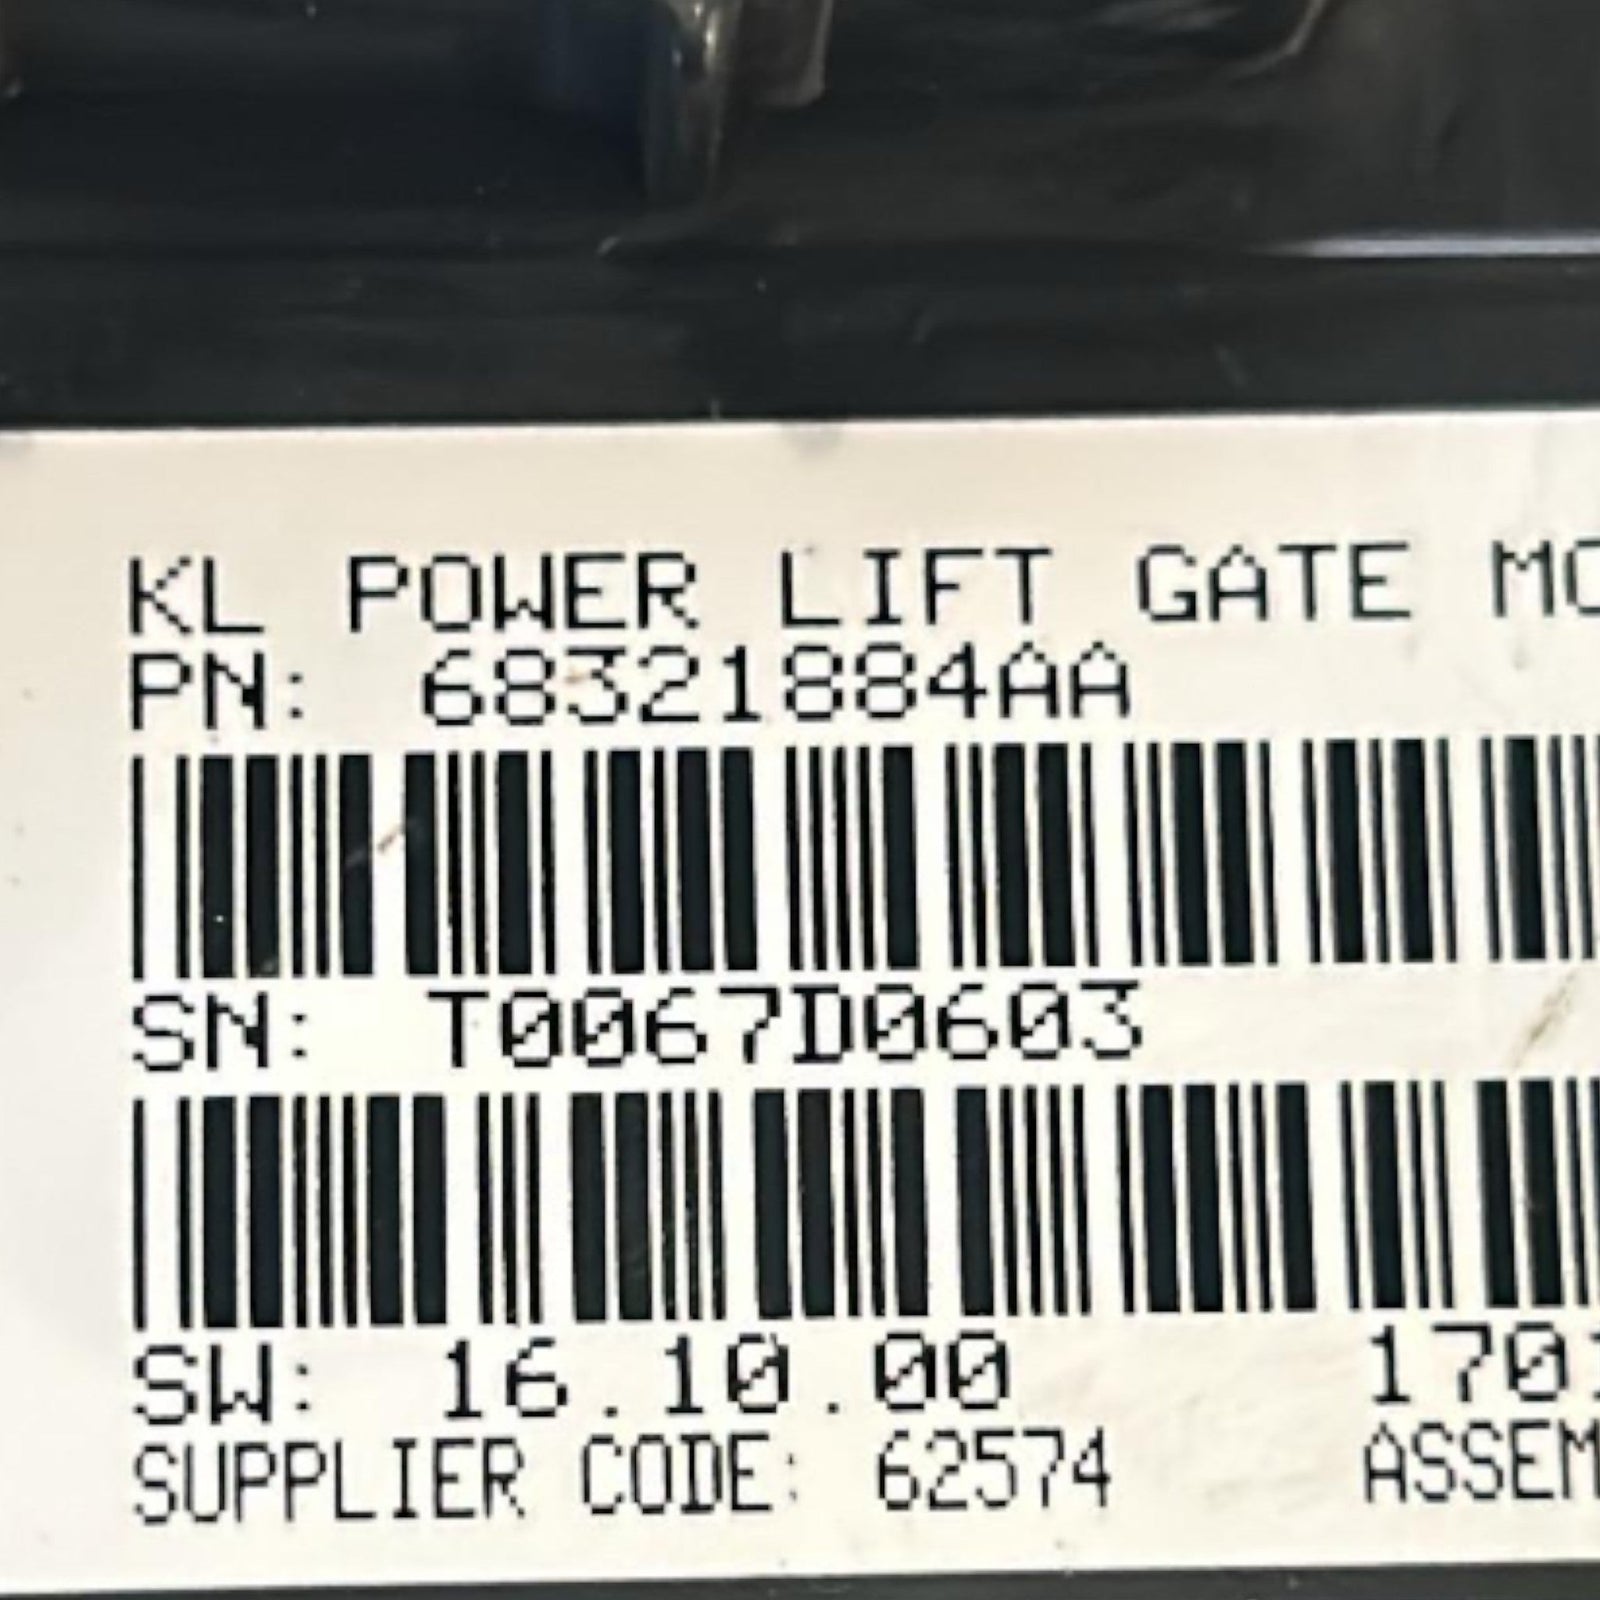 KL POWER LIFT GATE
PN: 68321884AA
SN: T0067D0603
SW: 16.10.00
SUPPLIER CODE: 62574